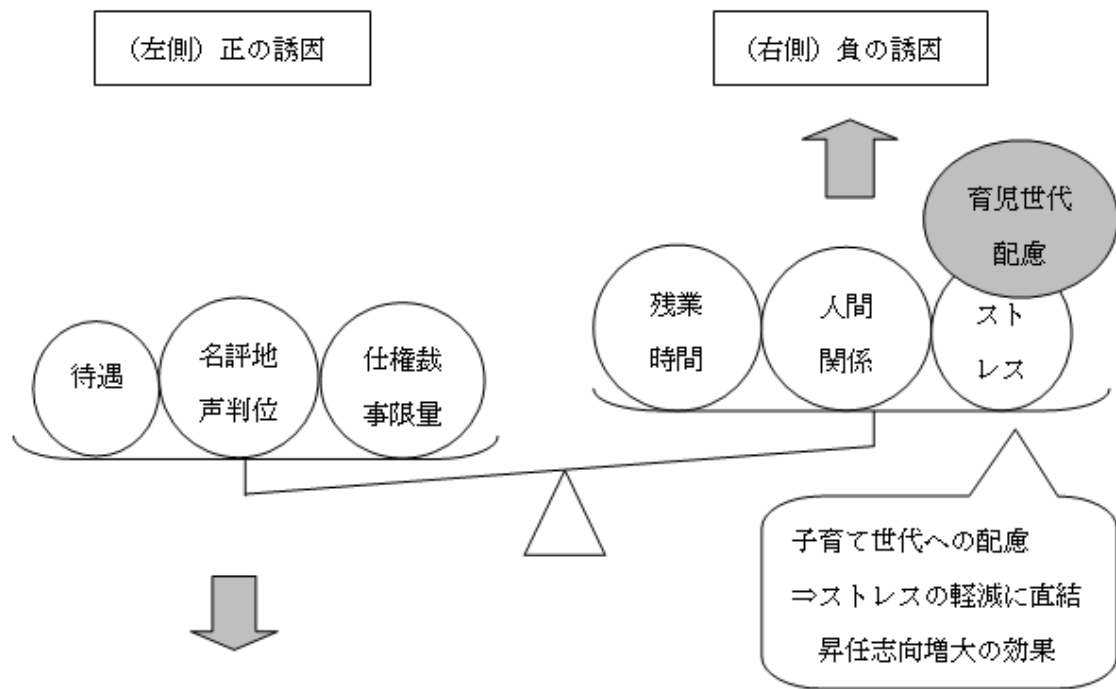 （左側）正の誘因
（右側）負の誘因
育児世代
配慮
残業
時間
人間
関係
スト
レス
待遇
名評地
声判位
仕権裁
事限量
子育て世代への配慮
⇒ストレスの軽減に直結
昇任志向増大の効果